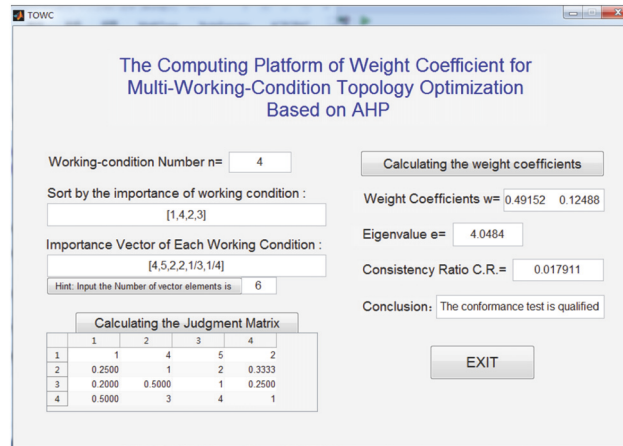 TOWC
The Computing Platform of Weight Coefficient for
Multi-Working-Condition Topology Optimization
Based on AHP
Working-condition Number n= 4
Sort by the importance of working condition :
[1,4,2,3]
Importance Vector of Each Working Condition :
[4,5,2,2,1/3,1/4]
Hint: Input the Number of vector elements is 6
Calculating the Judgment Matrix
1 2 3 4
1 1 4 5 2
2 0.2500 1 2 0.3333
3 0.2000 0.5000 1 0.2500
4 0.5000 3 4 1
Calculating the weight coefficients
Weight Coefficients w= 0.49152 0.12488
Eigenvalue e= 4.0484
Consistency Ratio C.R.= 0.017911
Conclusion: The conformance test is qualified
EXIT